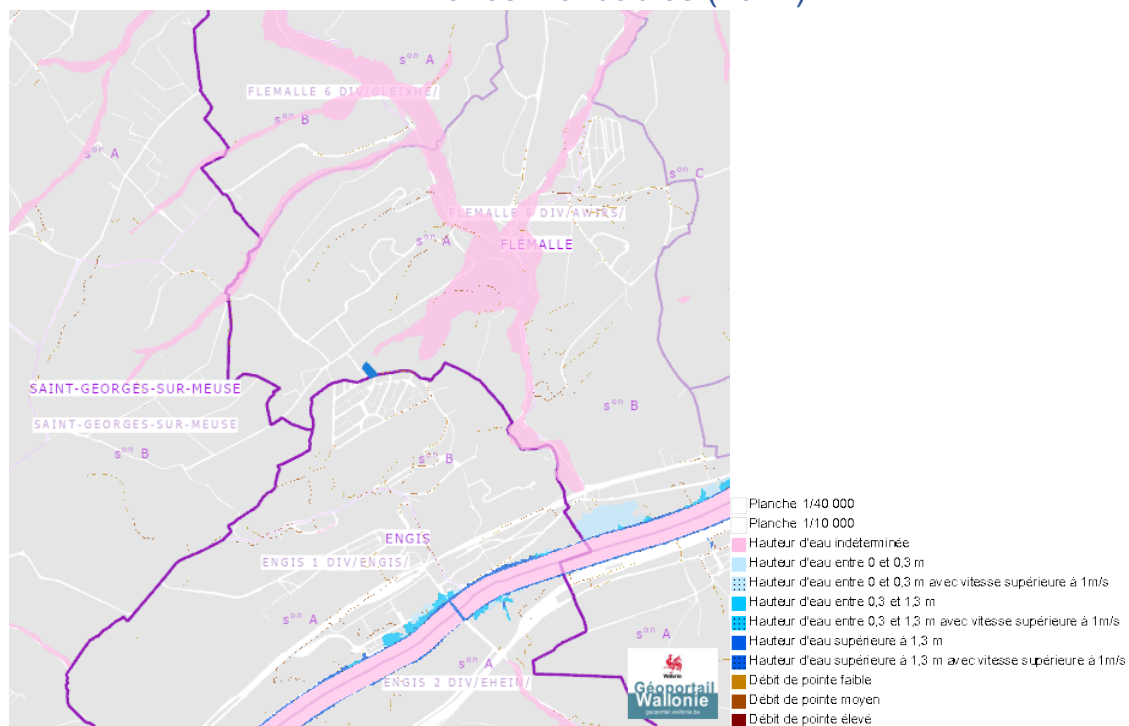 sᵒⁿ A
FLEMALLE 6 DIV/GLEIXHE/
sᵒⁿ B
sᵒⁿ A
sᵒⁿ C
FLEMALLE 5 DIV/AWIRS/
sᵒⁿ A
FLÉMALLE
SAINT-GEORGES-SUR-MEUSE
SAINT-GEORGES-SUR-MEUSE
sᵒⁿ B
sᵒⁿ B
sᵒⁿ B
ENGIS
ENGIS 1 DIV/ENGIS/
sᵒⁿ A
sᵒⁿ A
sᵒⁿ A
ENGIS 2 DIV/EHEIN/
Wallonie
Géoportail
Wallonie
geoportail.wallonie.be
Planche 1/40 000
Planche 1/10 000
Hauteur d'eau indéterminée
Hauteur d'eau entre 0 et 0,3 m
Hauteur d'eau entre 0 et 0,3 m avec vitesse supérieure à 1m/s
Hauteur d'eau entre 0,3 et 1,3 m
Hauteur d'eau entre 0,3 et 1,3 m avec vitesse supérieure à 1m/s
Hauteur d'eau supérieure à 1,3 m
Hauteur d'eau supérieure à 1,3 m avec vitesse supérieure à 1m/s
Débit de pointe faible
Débit de pointe moyen
Débit de pointe élevé